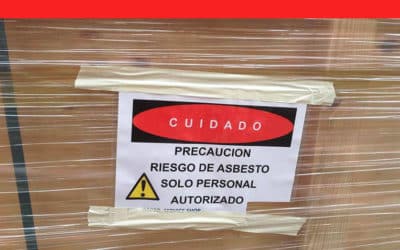 CUIDADO
PRECAUCION
RIESGO DE ASBESTO
SOLO PERSONAL
AUTORIZADO